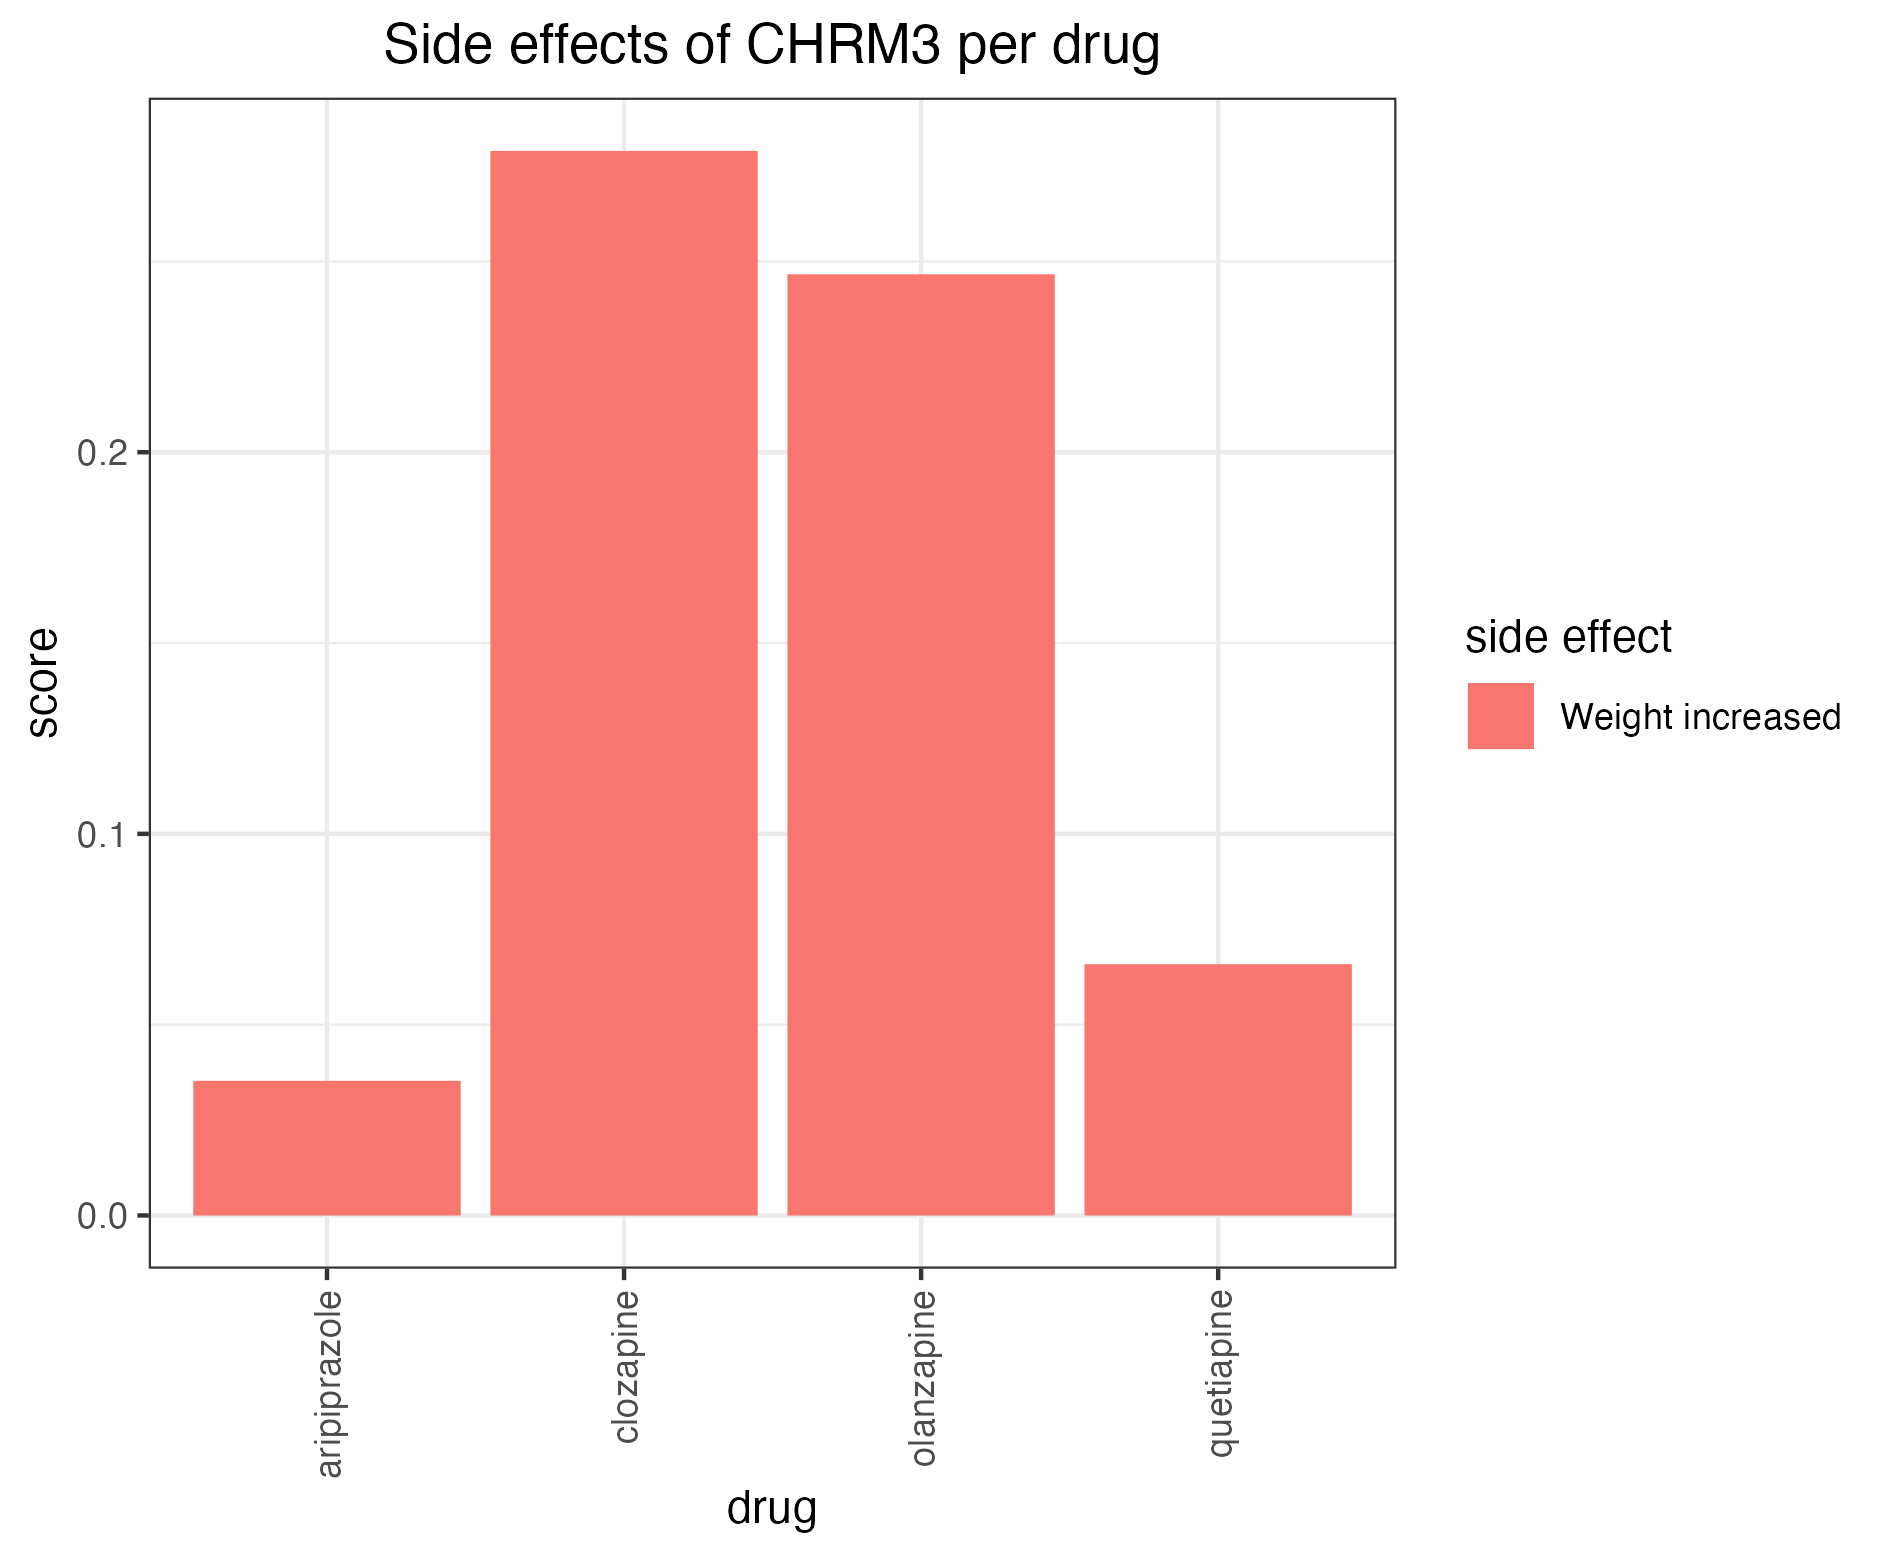 Side effects of CHRM3 per drug
score
0.2
0.1
0.0
aripiprazole
clozapine
olanzapine
quetiapine
drug
side effect
Weight increased